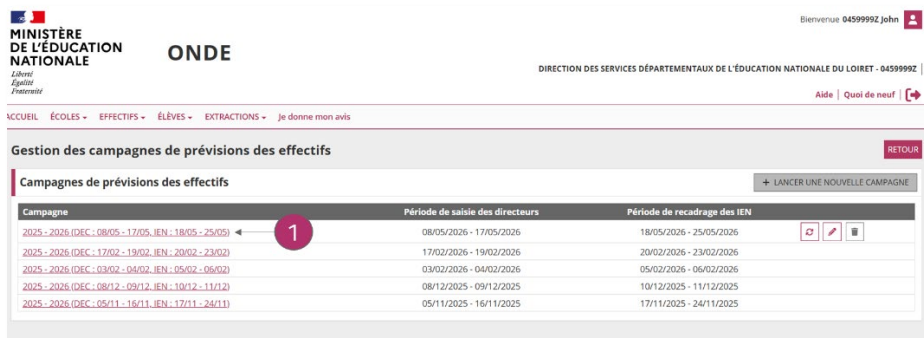 Bienvenue 0459999Z John
MINISTÈRE
DE L'ÉDUCATION
NATIONALE
Liberté
Égalité
Fraternité
ONDE
DIRECTION DES SERVICES DÉPARTEMENTAUX DE L'ÉDUCATION NATIONALE DU LOIRET - 0459999Z
Aide | Quoi de neuf |
ACCUEIL ÉCOLES EFFECTIFS ÉLÈVES EXTRACTIONS Je donne mon avis
Gestion des campagnes de prévisions des effectifs RETOUR
Campagnes de prévisions des effectifs + LANCER UNE NOUVELLE CAMPAGNE
Campagne Période de saisie des directeurs Période de recadrage des IEN
2025 - 2026 (DEC : 08/05 - 17/05, IEN : 18/05 - 25/05) 1 08/05/2026 - 17/05/2026 18/05/2026 - 25/05/2026
2025 - 2026 (DEC : 17/02 - 19/02, IEN : 20/02 - 23/02) 17/02/2026 - 19/02/2026 20/02/2026 - 23/02/2026
2025 - 2026 (DEC : 03/02 - 04/02, IEN : 05/02 - 06/02) 03/02/2026 - 04/02/2026 05/02/2026 - 06/02/2026
2025 - 2026 (DEC : 08/12 - 09/12, IEN : 10/12 - 11/12) 08/12/2025 - 09/12/2025 10/12/2025 - 11/12/2025
2025 - 2026 (DEC : 05/11 - 16/11, IEN : 17/11 - 24/11) 05/11/2025 - 16/11/2025 17/11/2025 - 24/11/2025